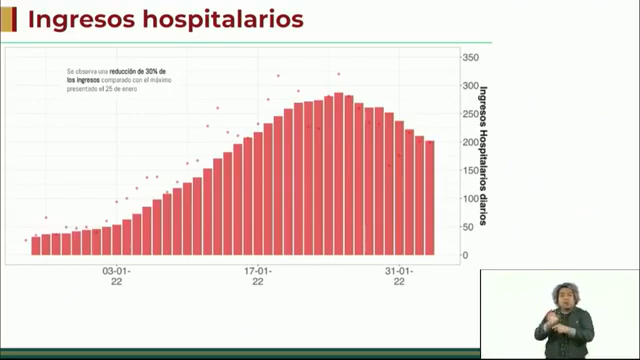 Ingresos hospitalarios
Se observa una reducción de 30% de
los ingresos comparado con el máximo
presentado el 25 de enero
350
300
250
200
150
100
50
0
Ingresos Hospitalarios diarios
03-01-
22
17-01-
22
31-01-
22